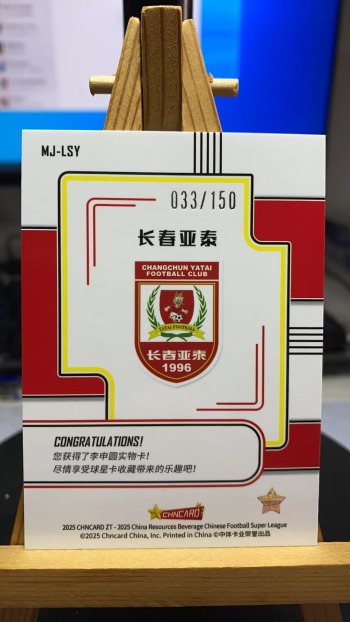 MJ-LSY
033/150
长春亚泰
CHANGCHUN YATAI
FOOTBALL CLUB
YATAI FOOTBALL
长春亚泰
1996
CONGRATULATIONS!
您获得了李申圆实物卡!
尽情享受球星卡收藏带来的乐趣吧!
CHNCARD
2025 CHNCARD ZT - 2025 China Resources Beverage Chinese Football Super League
©2025 Chncard China, Inc. Printed in China ©中体卡业荣誉出品